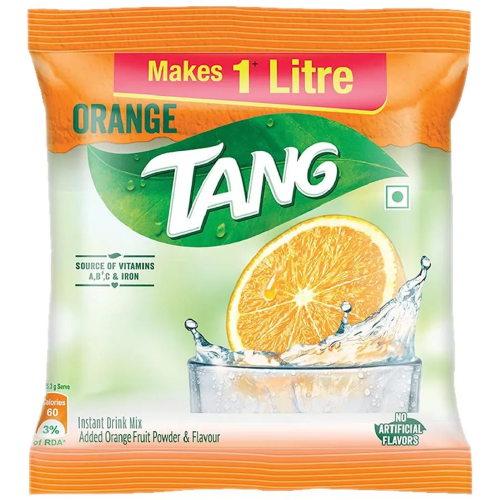 Makes 1+ Litre
ORANGE
TANG
SOURCE OF VITAMINS
A,B*,C & IRON
Serve
Calories
60
3%
of RDA*
Instant Drink Mix
Added Orange Fruit Powder & Flavour
NO
ARTIFICIAL
FLAVORS